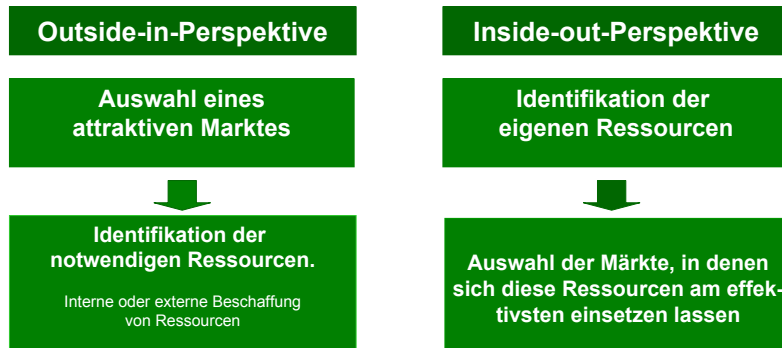 Outside-in-Perspektive
Auswahl eines
attraktiven Marktes
Identifikation der
notwendigen Ressourcen.
Interne oder externe Beschaffung
von Ressourcen
Inside-out-Perspektive
Identifikation der
eigenen Ressourcen
Auswahl der Märkte, in denen
sich diese Ressourcen am effek-
tivsten einsetzen lassen